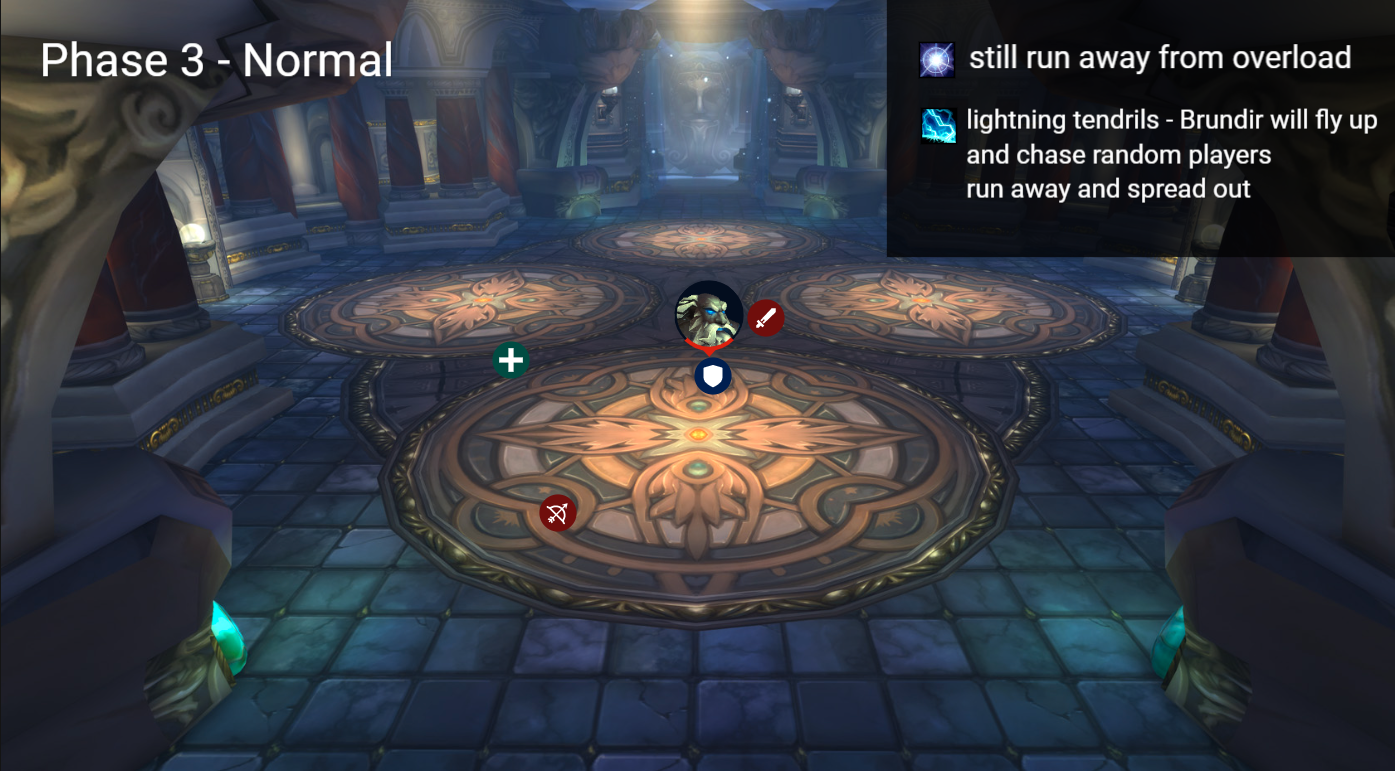 Phase 3 - Normal
still run away from overload
lightning tendrils - Brundir will fly up
and chase random players
run away and spread out